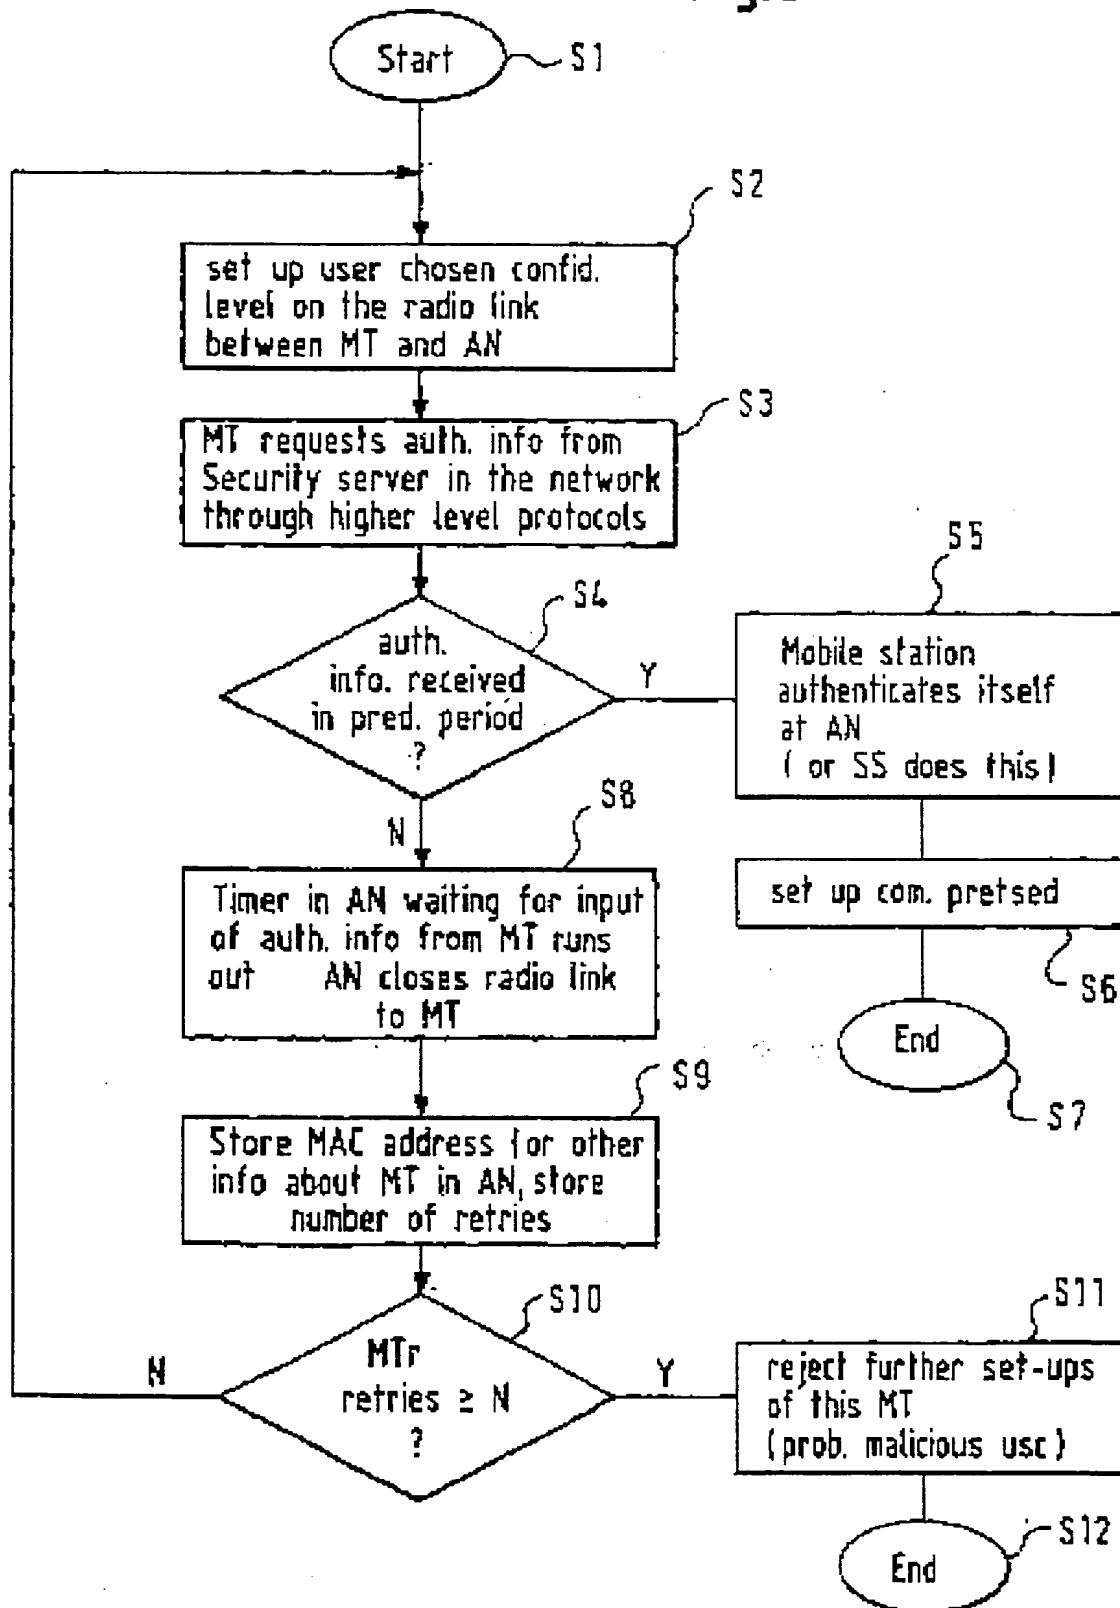 Start
S1
S2
set up user chosen confid.
level on the radio link
between MT and AN
S3
MT requests auth. info from
Security server in the network
through higher level protocols
S4
auth.
info. received
in pred. period
?
Y
N
S5
Mobile station
authenticates itself
at AN
( or SS does this )
set up com. pretsed
S6
End
S7
S8
Timer in AN waiting for input
of auth. info from MT runs
out AN closes radio link
to MT
S9
Store MAC address for other
info about MT in AN, store
number of retries
S10
MTr
retries ≥ N
?
N
Y
S11
reject further set-ups
of this MT
(prob. malicious use)
End
S12